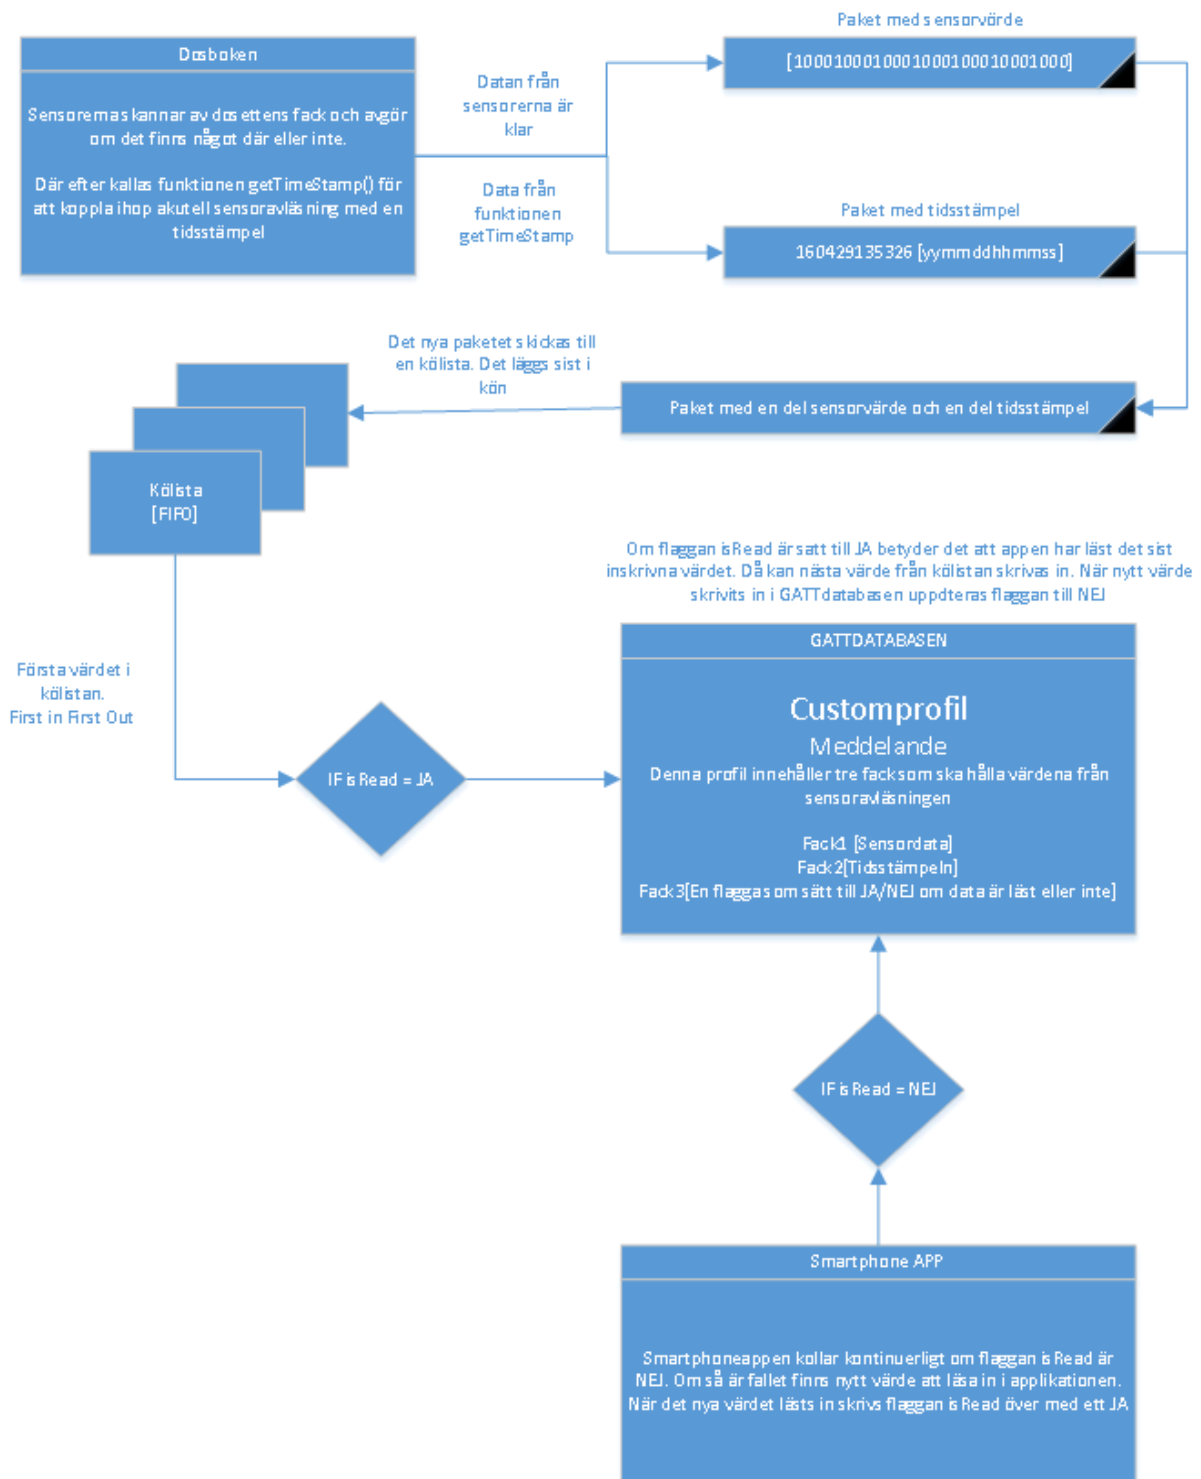 Dosboken
Sensorerna skannar av dosettens fack och avgör
om det finns något där eller inte.
Där efter kallas funktionen getTimeStamp() för
att koppla ihop akutell sensoravläsning med en
tidsstämpel
Datan från
sensorerna är
klar
Data från
funktionen
getTimeStamp
Paket med sensorvörde
[1000100010001000100010001000]
Paket med tidsstämpel
160429135326 [yymmddhhmmss]
Det nya paketet skickas till
en kölista. Det läggs sist i
kön
Paket med en del sensorvärde och en del tidsstämpel
Kölista
[FIFO]
Om flaggan isRead är satt till JA betyder det att appen har läst det sist
inskrivna värdet. Då kan nästa värde från kölistan skrivas in. När nytt värde
skrivits in i GATTdatabasen uppdteras flaggan till NEJ
Första värdet i
kölistan.
First in First Out
IF isRead = JA
GATTDATABASEN
Customprofil
Meddelande
Denna profil innehåller tre fack som ska hålla värdena från
sensoravläsningen
Fack1 [Sensordata]
Fack2[Tidsstämpeln]
Fack3[En flagga som sätt till JA/NEJ om data är läst eller inte]
IF isRead = NEJ
Smartphone APP
Smartphoneappen kollar kontinuerligt om flaggan isRead är
NEJ. Om så är fallet finns nytt värde att läsa in i applikationen.
När det nya värdet lästs in skrivs flaggan isRead över med ett JA